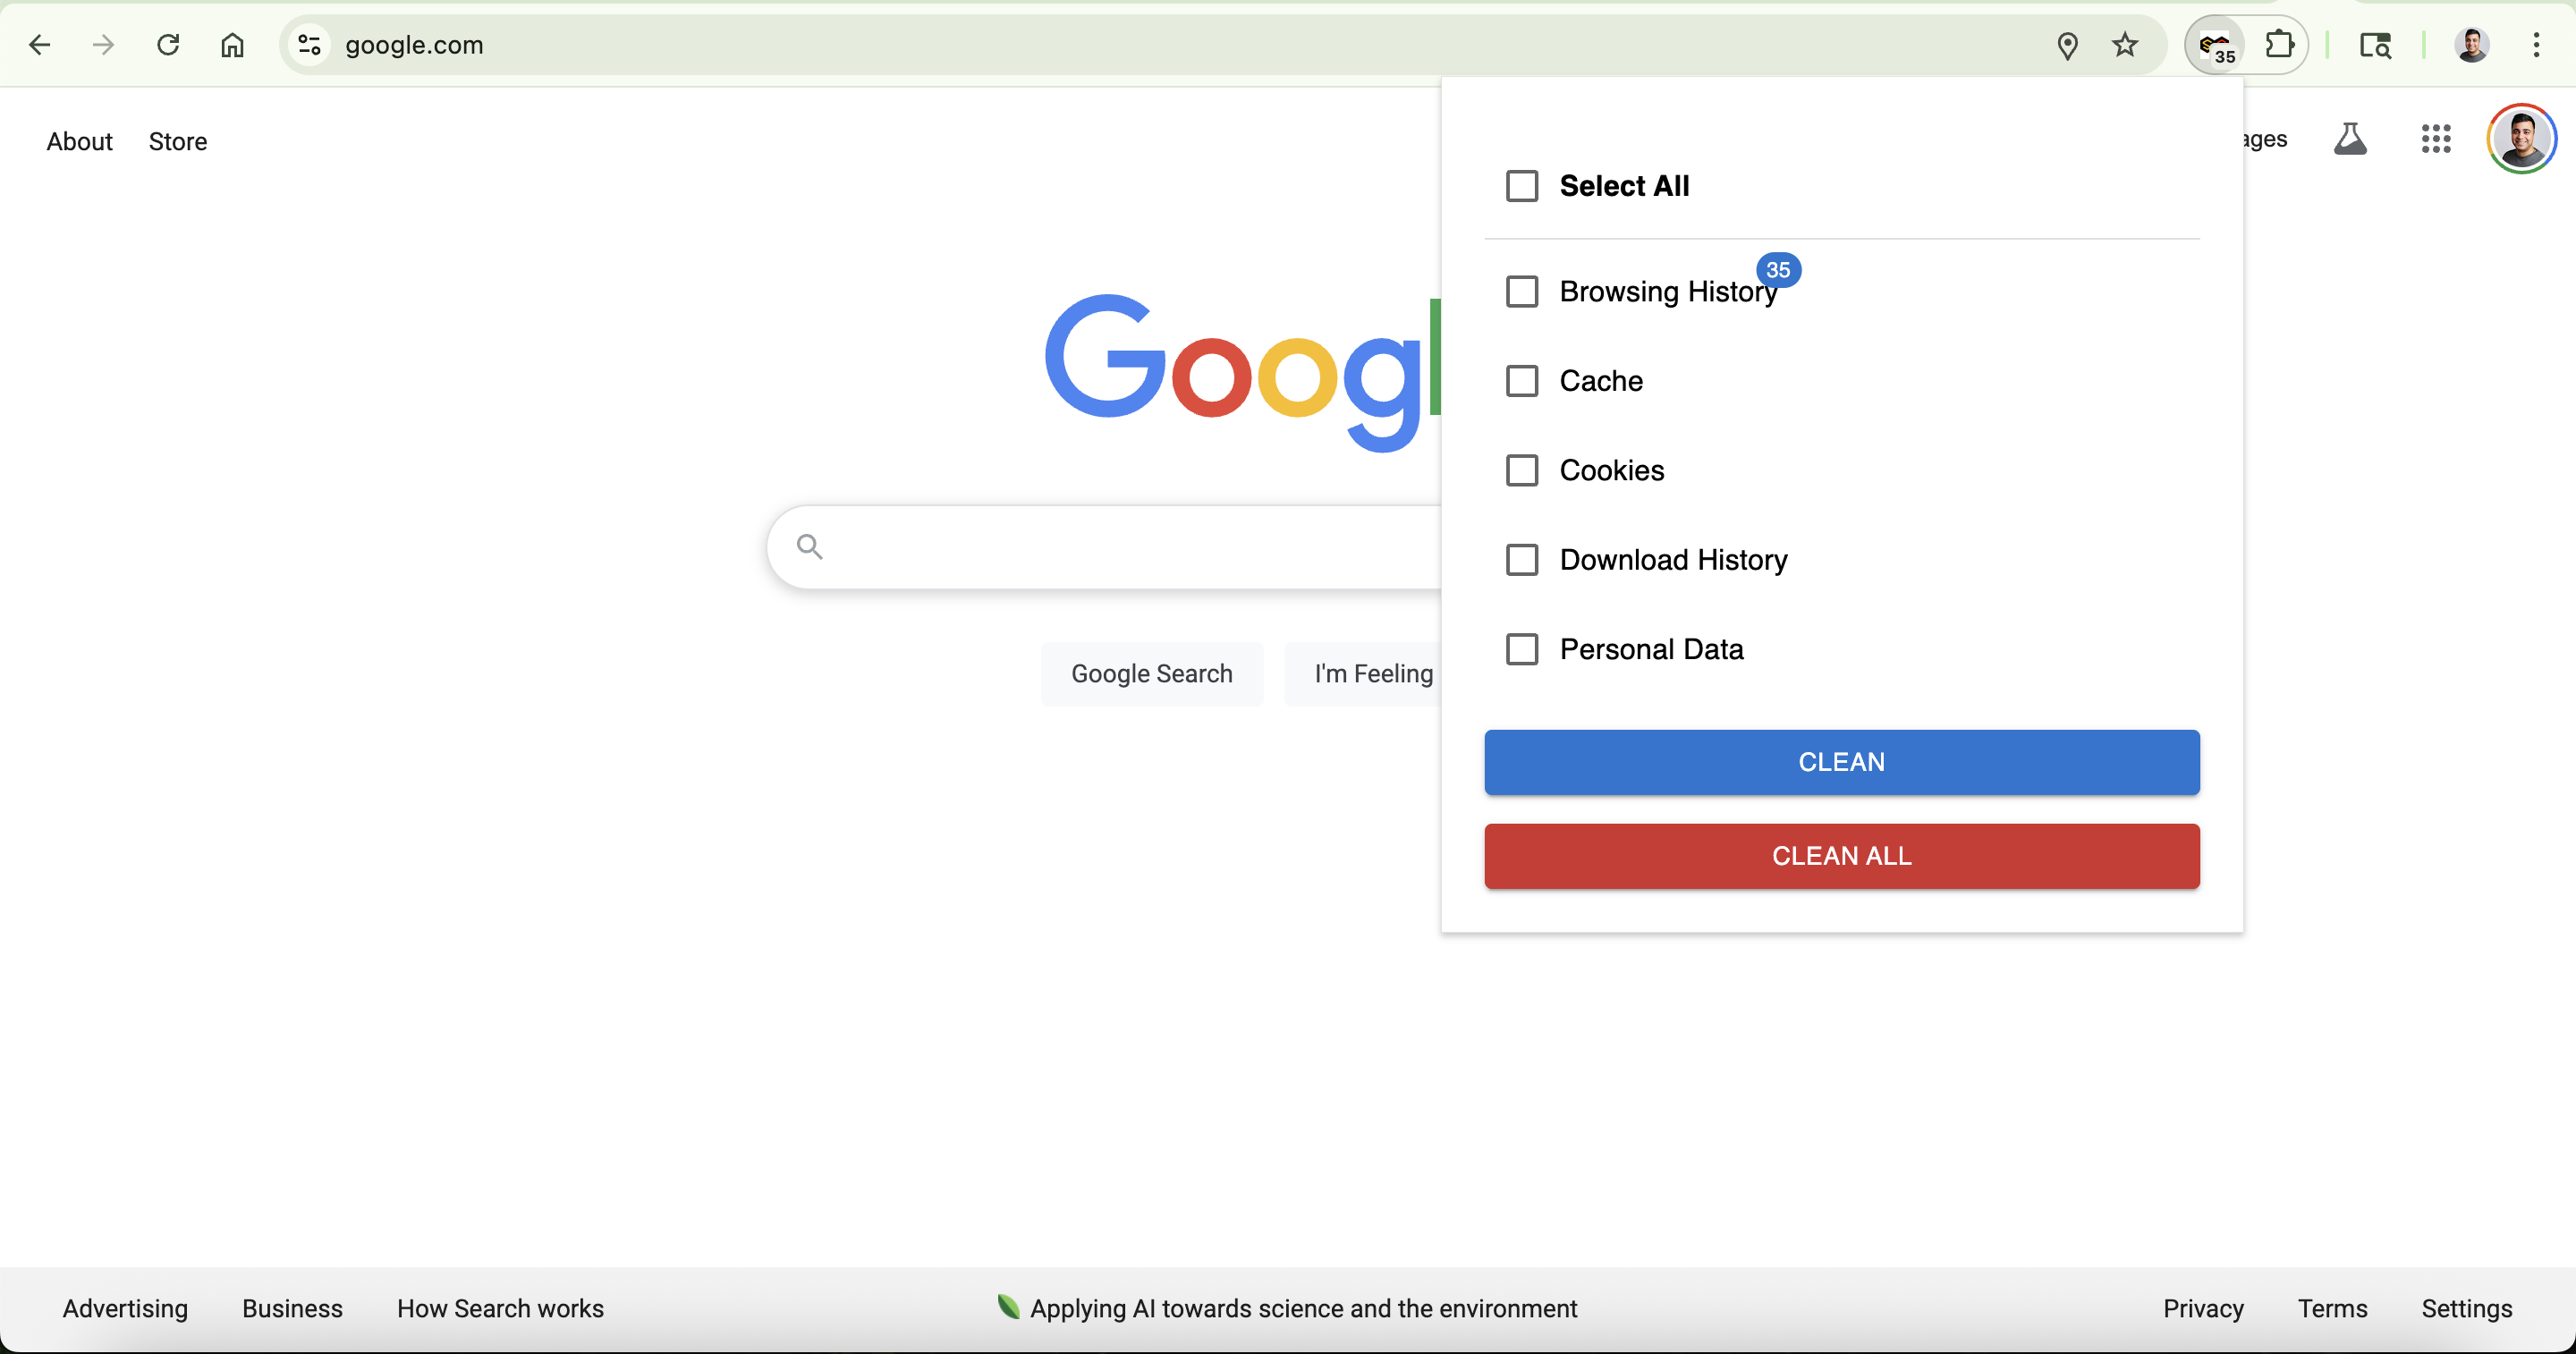 google.com
35
About Store
ages
Select All
Browsing History
35
Cache
Cookies
Download History
Personal Data
CLEAN
CLEAN ALL
Googl
Google Search I'm Feeling
Advertising Business How Search works
Applying AI towards science and the environment
Privacy Terms Settings